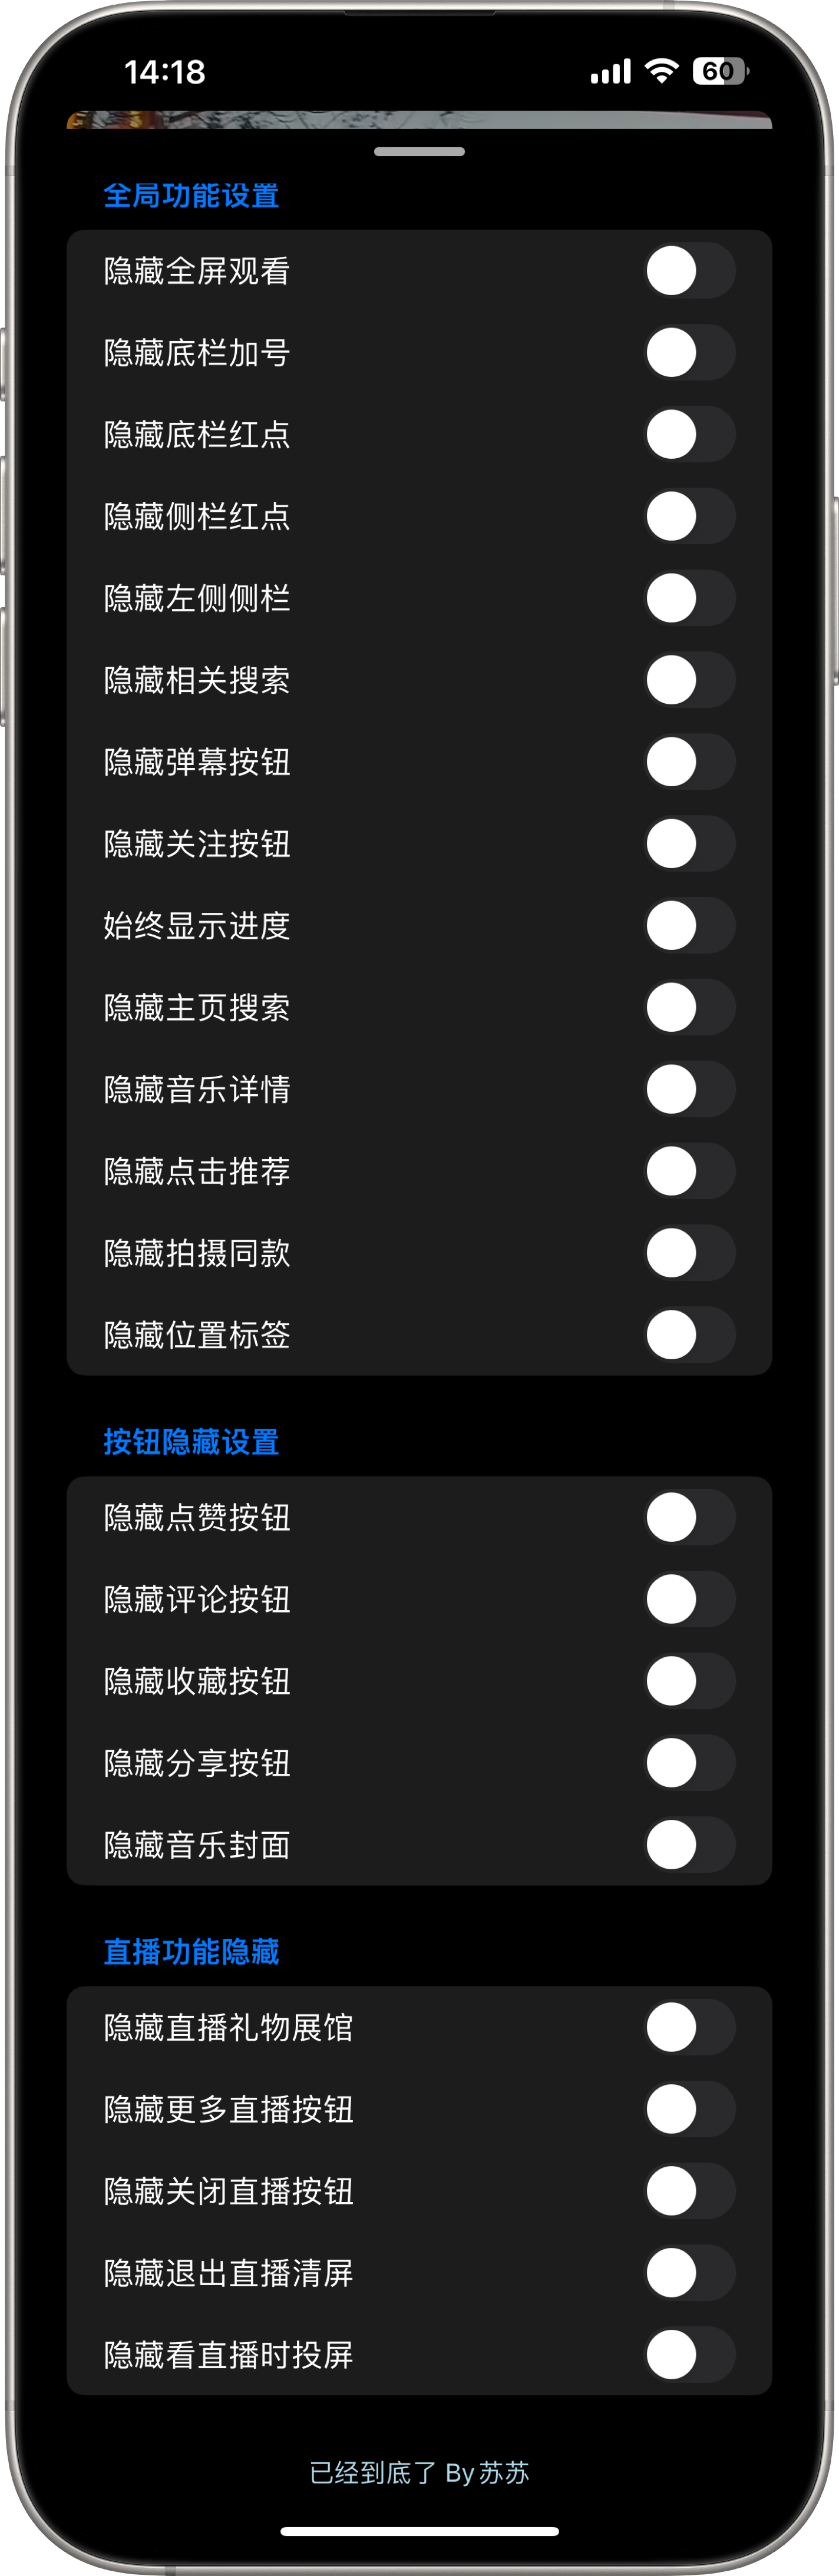 14:18
60
全局功能设置
隐藏全屏观看
隐藏底栏加号
隐藏底栏红点
隐藏侧栏红点
隐藏左侧侧栏
隐藏相关搜索
隐藏弹幕按钮
隐藏关注按钮
始终显示进度
隐藏主页搜索
隐藏音乐详情
隐藏点击推荐
隐藏拍摄同款
隐藏位置标签
按钮隐藏设置
隐藏点赞按钮
隐藏评论按钮
隐藏收藏按钮
隐藏分享按钮
隐藏音乐封面
直播功能隐藏
隐藏直播礼物展馆
隐藏更多直播按钮
隐藏关闭直播按钮
隐藏退出直播清屏
隐藏看直播时投屏
已经到底了 By 苏苏